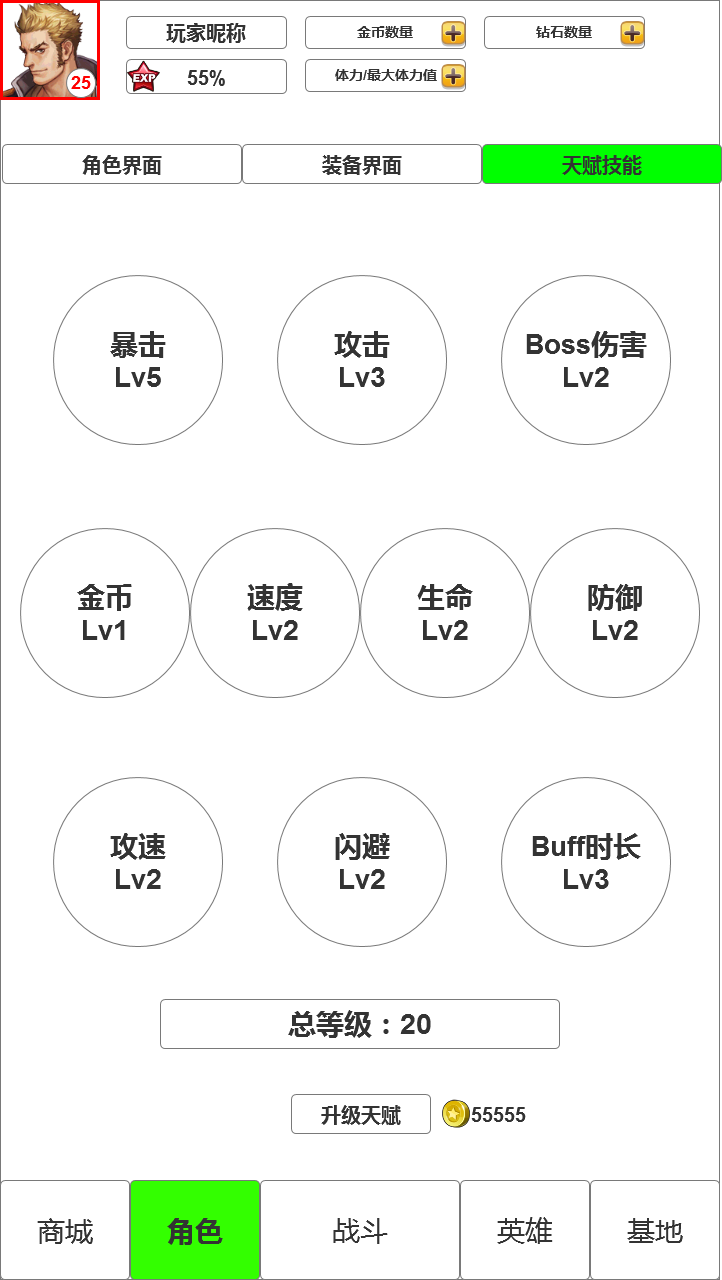 玩家昵称
金币数量
钻石数量
25
EXP
55%
体力/最大体力值
角色界面
装备界面
天赋技能
暴击
Lv5
攻击
Lv3
Boss伤害
Lv2
金币
Lv1
速度
Lv2
生命
Lv2
防御
Lv2
攻速
Lv2
闪避
Lv2
Buff时长
Lv3
总等级：20
升级天赋
55555
商城
角色
战斗
英雄
基地